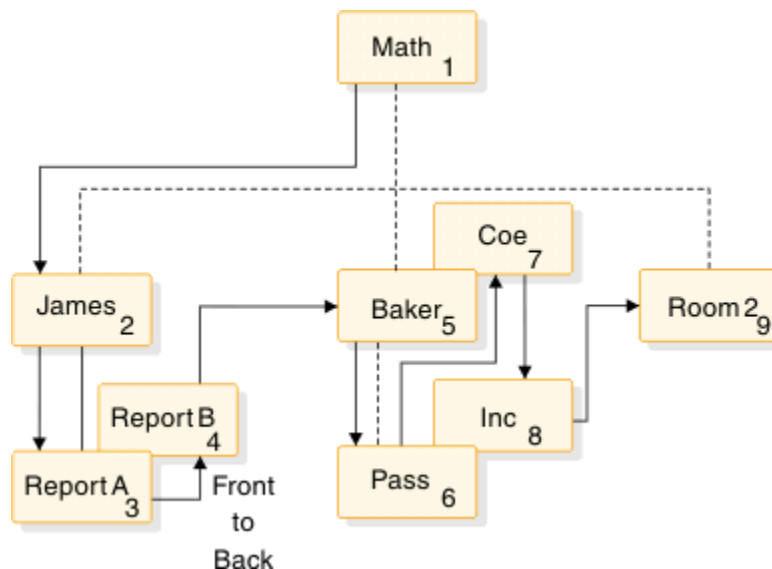 Math 1
Coe 7
James 2
Baker 5
Room 2 9
Report B 4
Inc 8
Report A 3
Pass 6
Front
to
Back